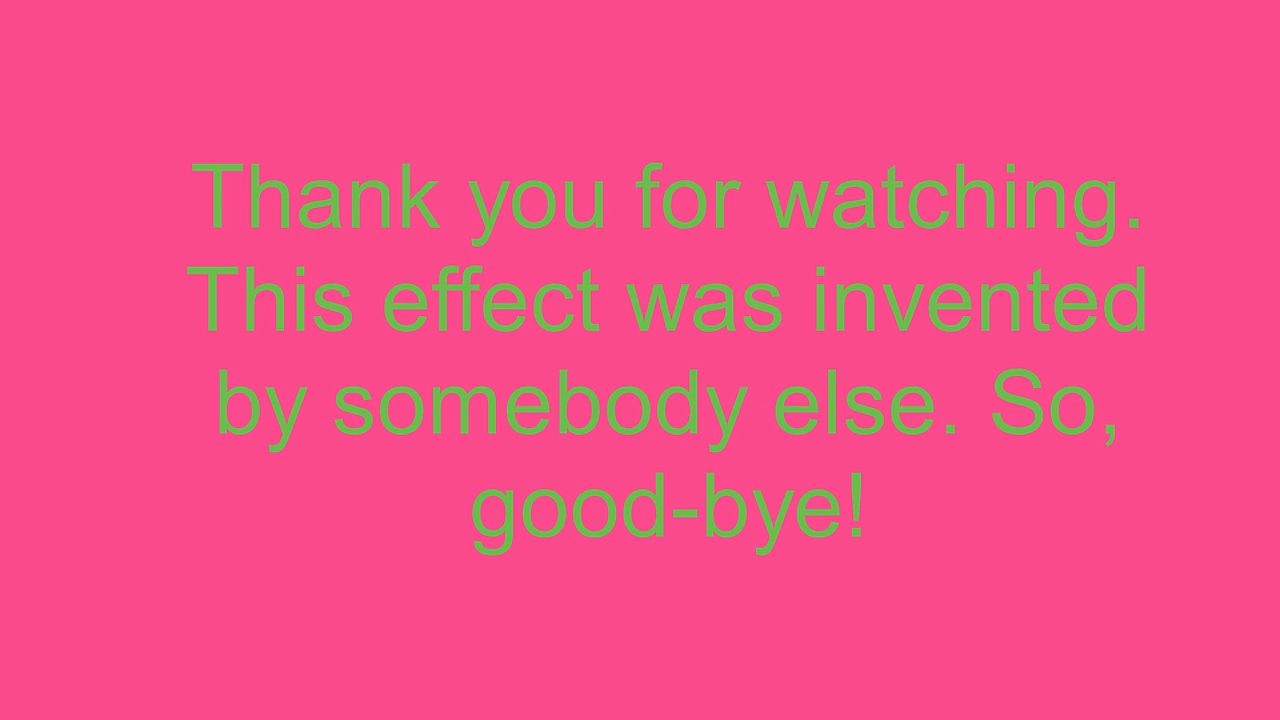 Thank you for watching.
This effect was invented
by somebody else. So,
good-bye!